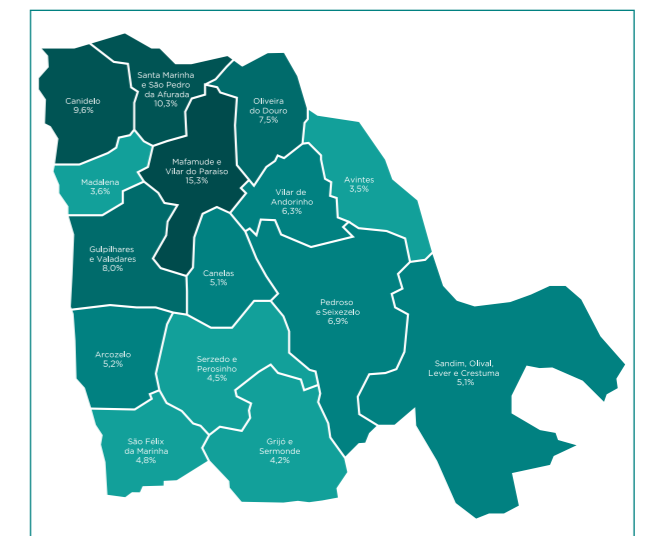 Santa Marinha
e São Pedro
da Afurada
10,3%
Canidelo
9,6%
Oliveira
do Douro
7,5%
Mafamude e
Vilar do Paraíso
15,3%
Madalena
3,6%
Avintes
3,5%
Vilar de
Andorinho
6,3%
Gulpilhares
e Valadares
8,0%
Canelas
5,1%
Pedroso
e Seixezelo
6,9%
Arcozelo
5,2%
Serzedo e
Perosinho
4,5%
Sandim, Olival,
Lever e Crestuma
5,1%
São Félix
da Marinha
4,8%
Grijó e
Sermonde
4,2%